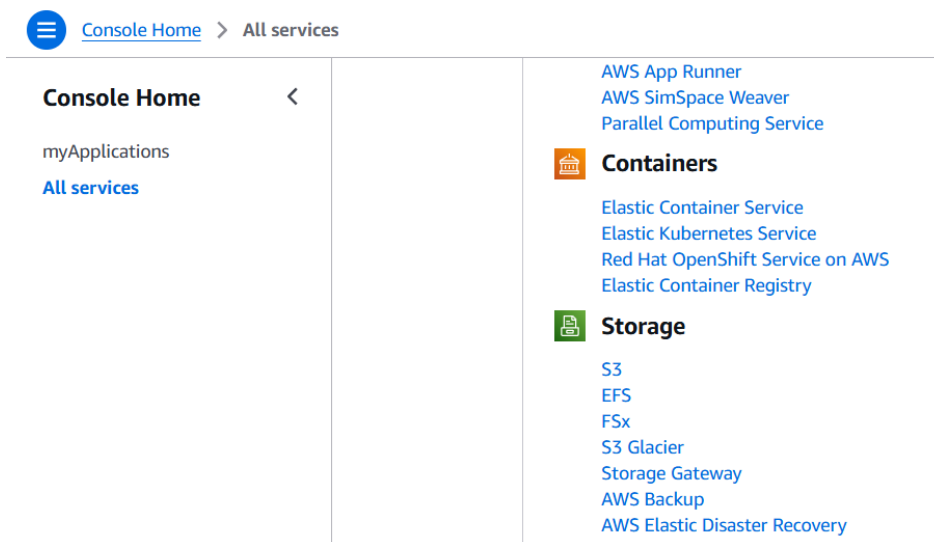 Console Home > All services
Console Home
myApplications
All services
AWS App Runner
AWS SimSpace Weaver
Parallel Computing Service
Containers
Elastic Container Service
Elastic Kubernetes Service
Red Hat OpenShift Service on AWS
Elastic Container Registry
Storage
S3
EFS
FSx
S3 Glacier
Storage Gateway
AWS Backup
AWS Elastic Disaster Recovery